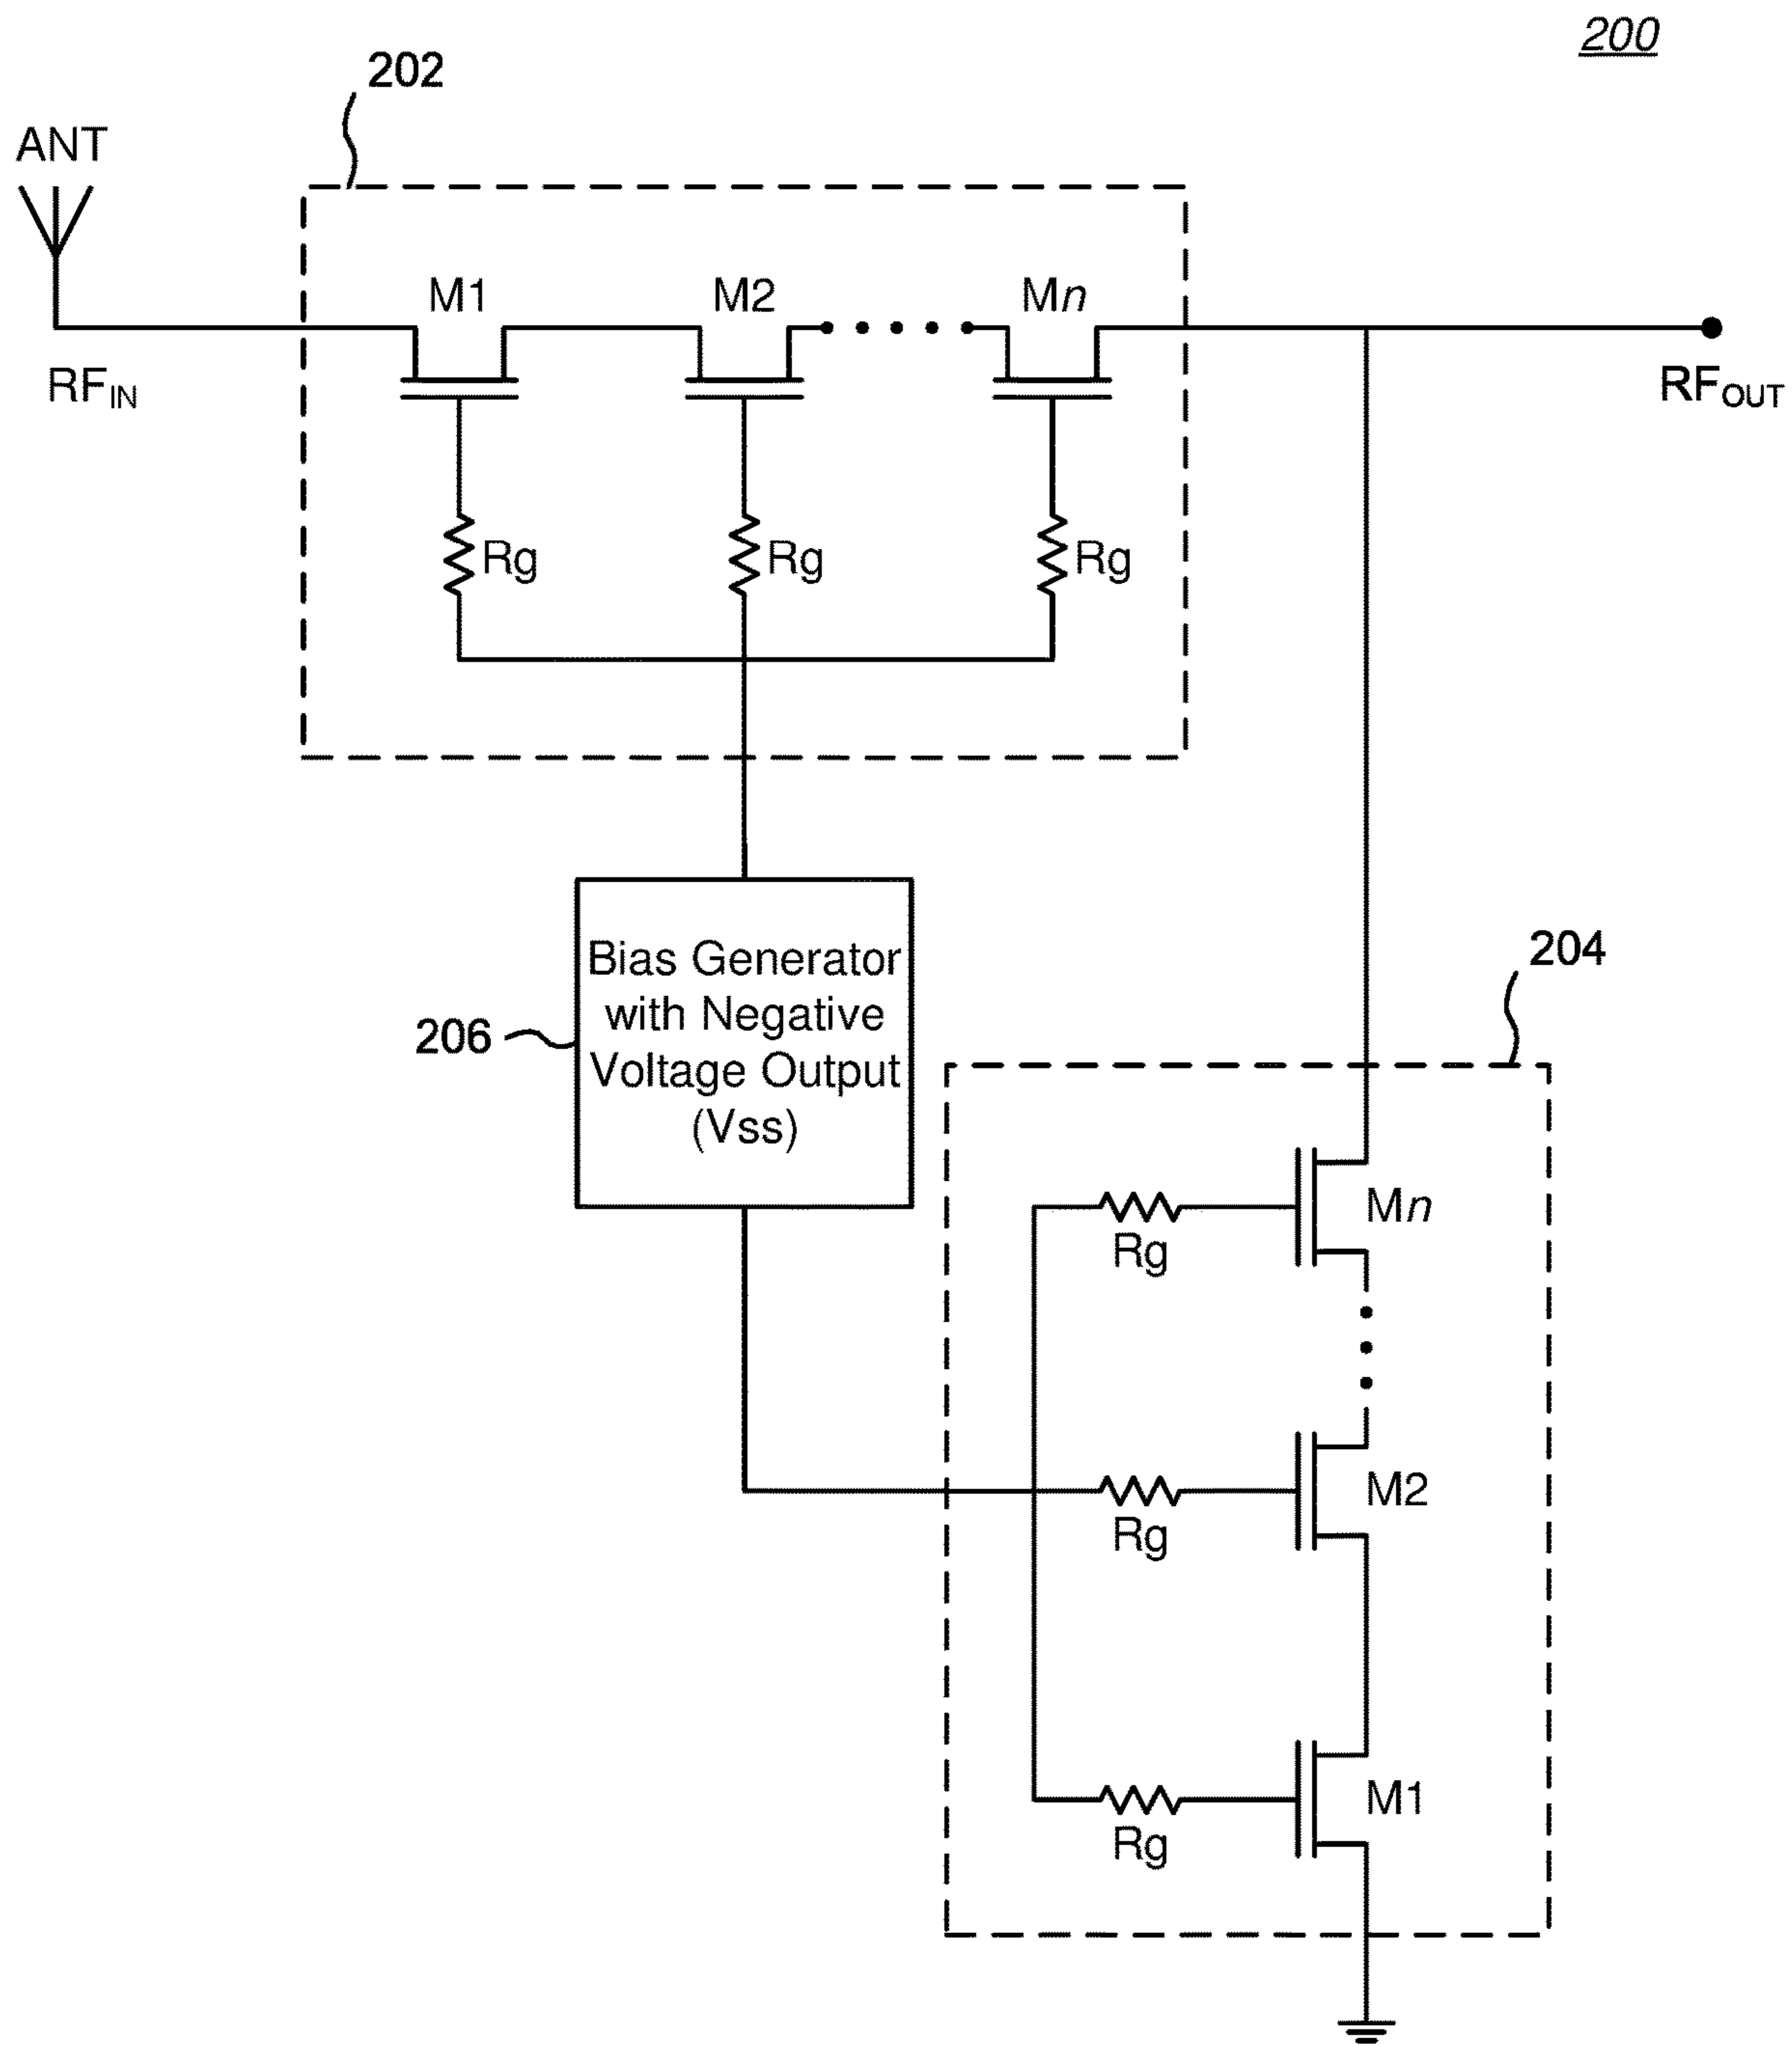 200
202
ANT
M1
M2
Mn
RFIN
RFOUT
Rg
Rg
Rg
Bias Generator
with Negative
Voltage Output
(Vss)
206
204
Mn
Rg
M2
Rg
M1
Rg